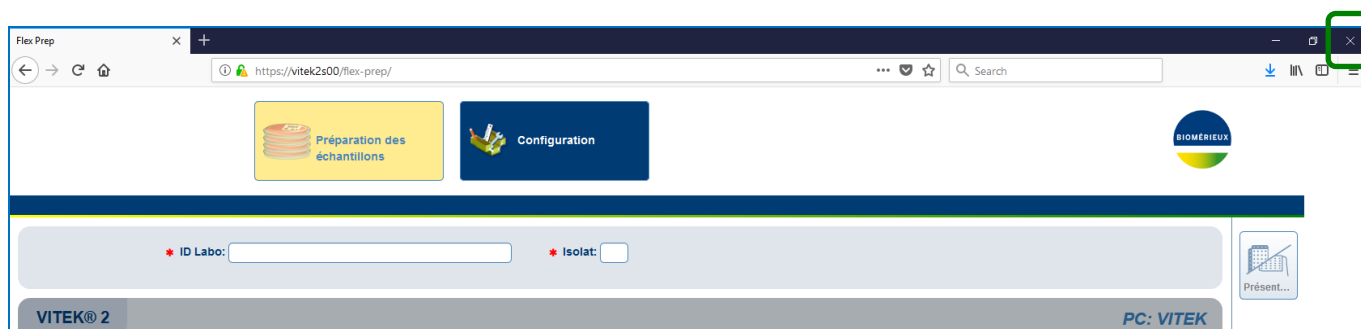 Flex Prep
https://vitek2s00/flex-prep/
Search
Préparation des
échantillons
Configuration
BIOMÉRIEUX
* ID Labo:
* Isolat:
Présent...
VITEK® 2
PC: VITEK